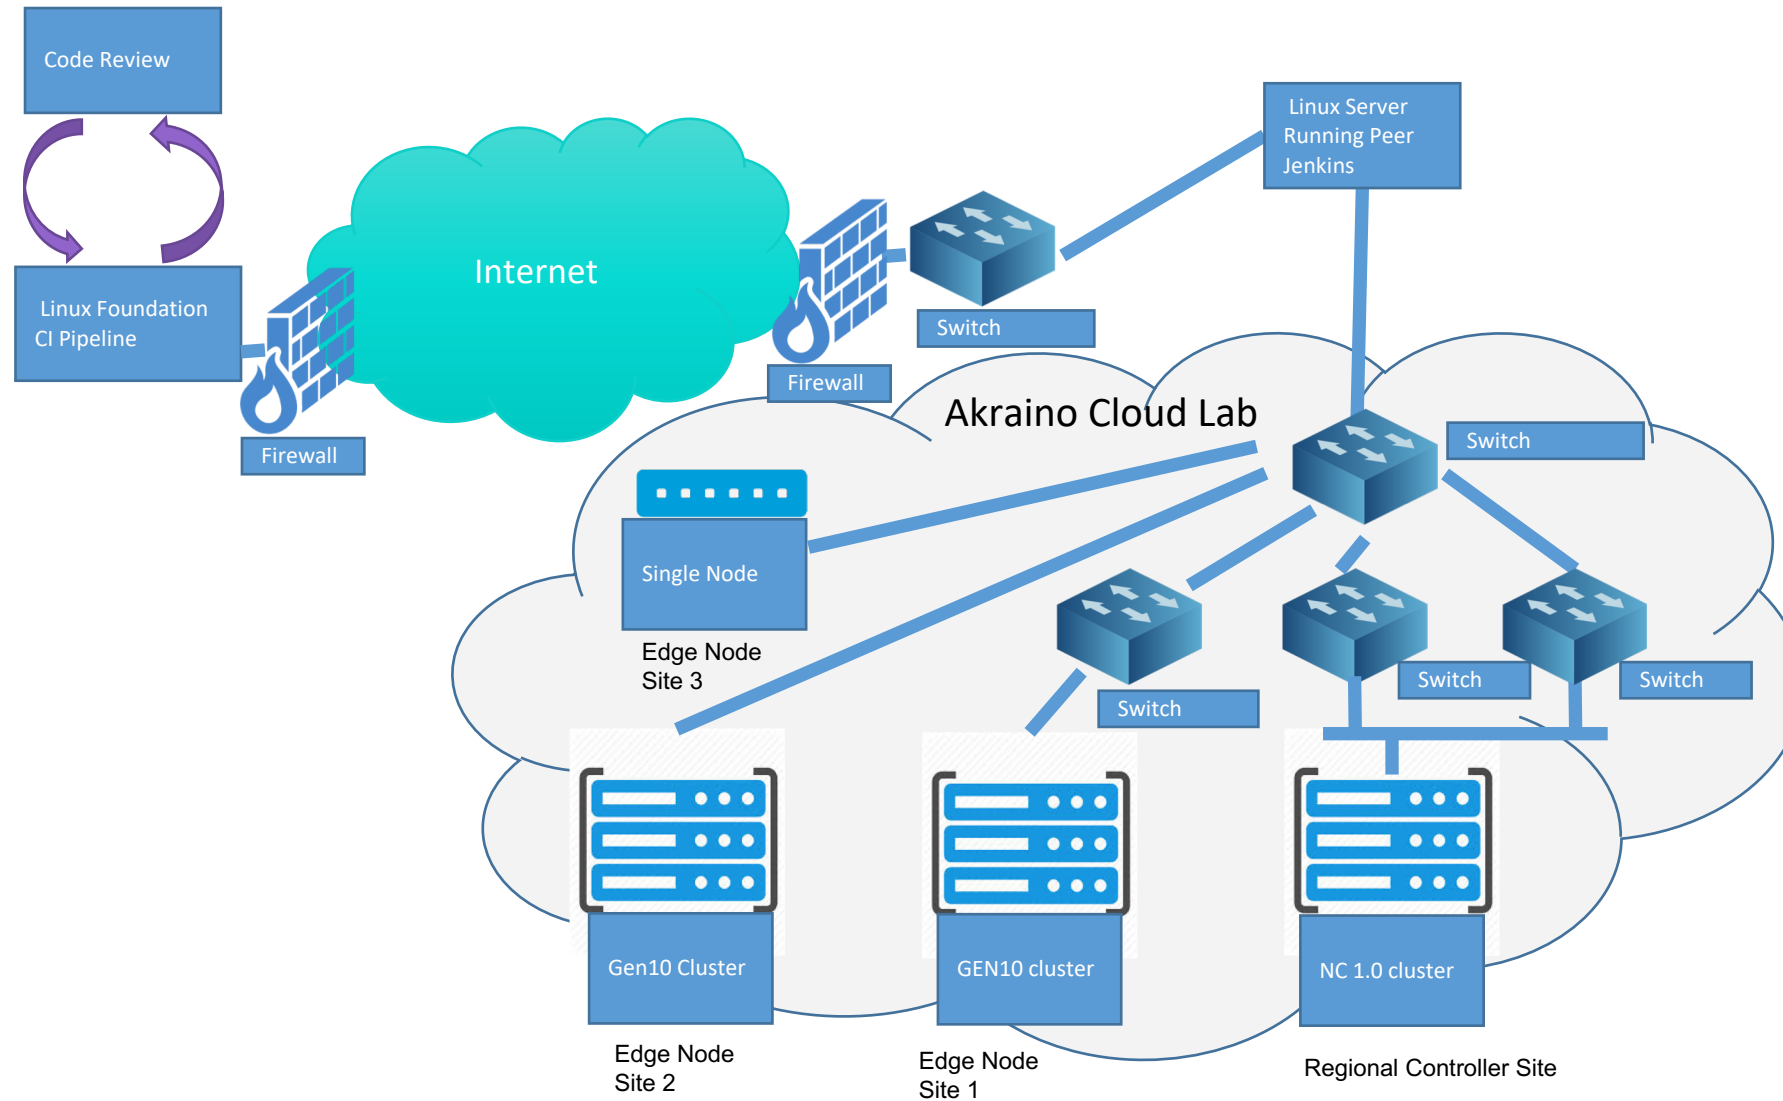 Code Review
Linux Foundation
CI Pipeline
Firewall
Internet
Firewall
Switch
Linux Server
Running Peer
Jenkins
Akraino Cloud Lab
Switch
Single Node
Edge Node
Site 3
Switch
Switch
Switch
Gen10 Cluster
Edge Node
Site 2
GEN10 cluster
Edge Node
Site 1
NC 1.0 cluster
Regional Controller Site